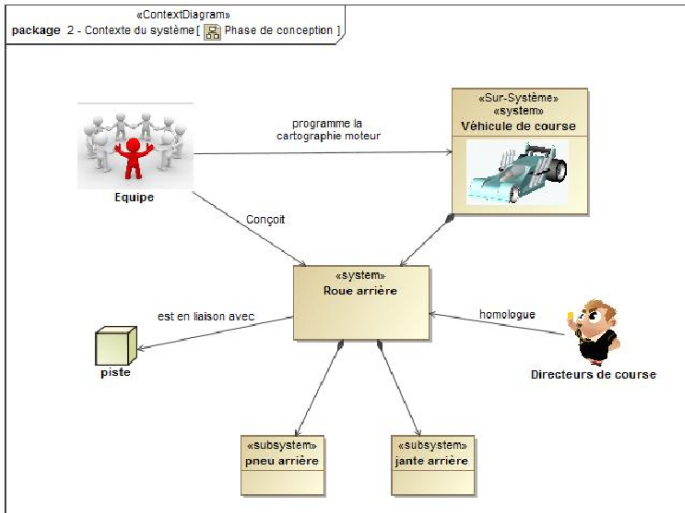 «ContextDiagram»
package 2 - Contexte du système [ Phase de conception ]
«Sur-Système»
«system»
Véhicule de course
programme la
cartographie moteur
Equipe
Conçoit
«system»
Roue arrière
est en liaison avec
homologue
piste
Directeurs de course
«subsystem»
pneu arrière
«subsystem»
jante arrière